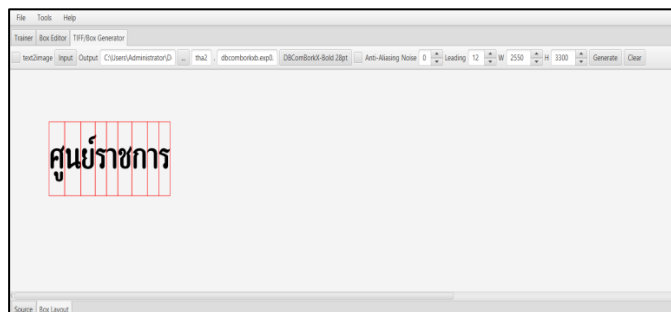 File Tools Help
Trainer Box Editor TIFF/Box Generator
text2image Input Output C:\Users\Administrator\D ... tha2 . dbcomborkxb.exp0. DBComBorkX-Bold 28pt Anti-Aliasing Noise 0 Leading 12 W 2550 H 3300 Generate Clear
ศูนย์ราชการ
Source Box Layout